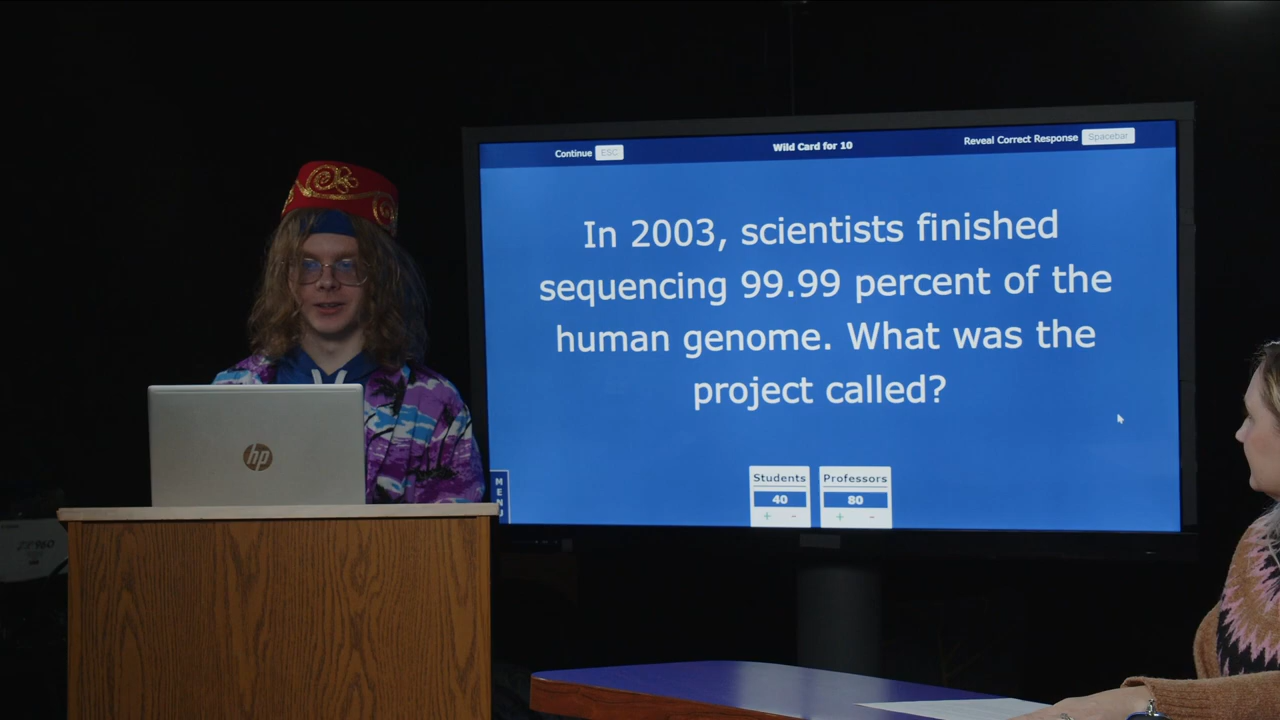 Continue ESC
Wild Card for 10
Reveal Correct Response Spacebar
In 2003, scientists finished
sequencing 99.99 percent of the
human genome. What was the
project called?
Students
40
+ -
Professors
80
+ -
hp